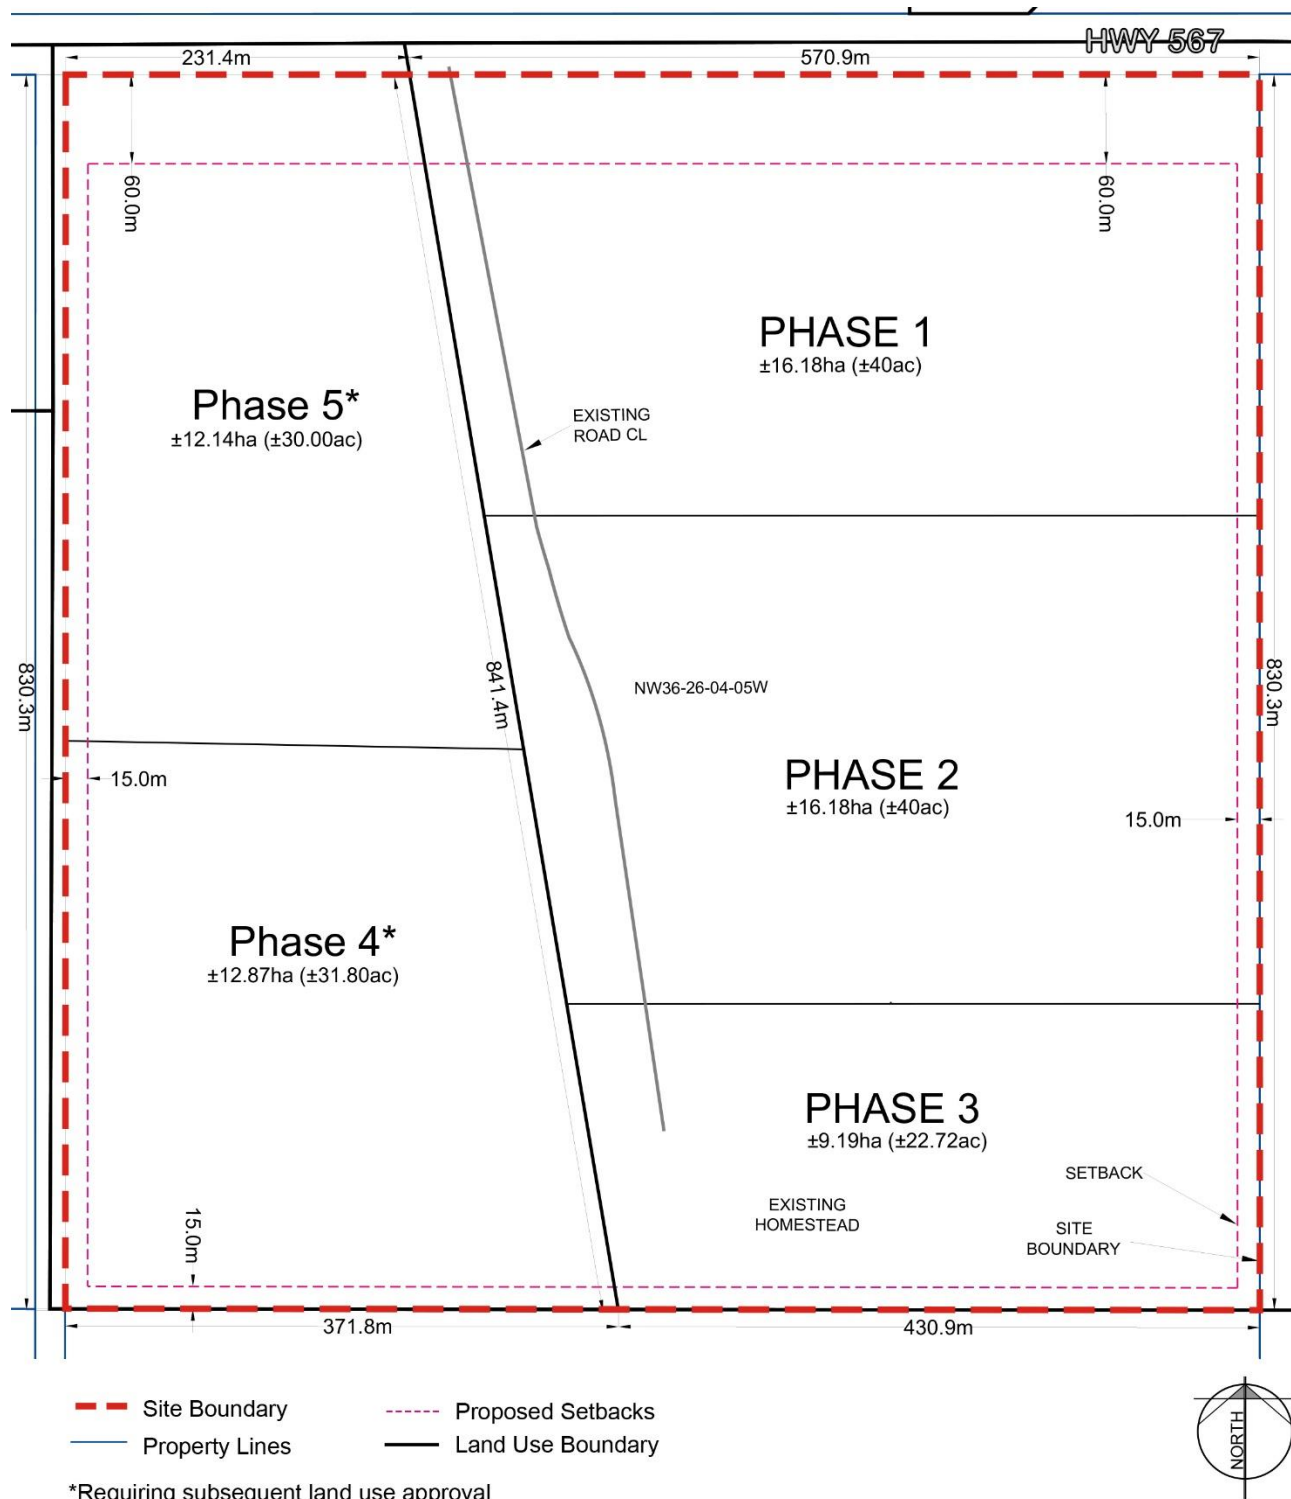 HWY 567
231.4m
570.9m
60.0m
60.0m
PHASE 1
±16.18ha (±40ac)
Phase 5*
±12.14ha (±30.00ac)
EXISTING
ROAD CL
830.3m
841.4m
NW36-26-04-05W
830.3m
15.0m
PHASE 2
±16.18ha (±40ac)
15.0m
Phase 4*
±12.87ha (±31.80ac)
PHASE 3
±9.19ha (±22.72ac)
SETBACK
EXISTING
HOMESTEAD
15.0m
SITE
BOUNDARY
371.8m
430.9m
Site Boundary
Proposed Setbacks
Property Lines
Land Use Boundary
NORTH
*Requiring subsequent land use approval